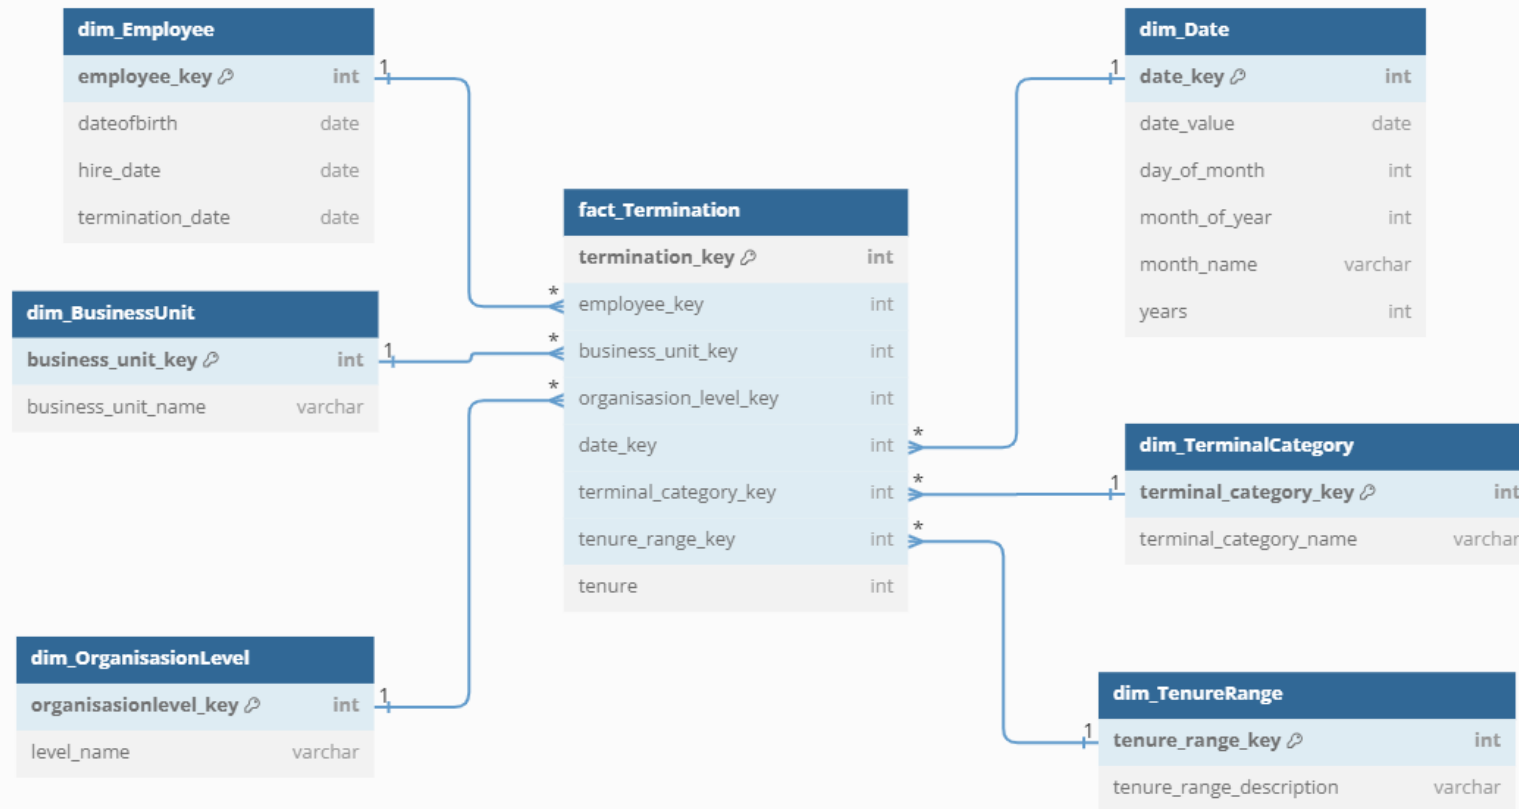 dim_Employee
employee_key int
dateofbirth date
hire_date date
termination_date date
1
dim_BusinessUnit
business_unit_key int
business_unit_name varchar
1
dim_OrganisasionLevel
organisasionlevel_key int
level_name varchar
1
fact_Termination
termination_key int
* employee_key int
* business_unit_key int
* organisasion_level_key int
date_key int *
terminal_category_key int *
tenure_range_key int *
tenure int
dim_Date
1 date_key int
date_value date
day_of_month int
month_of_year int
month_name varchar
years int
dim_TerminalCategory
1 terminal_category_key int
terminal_category_name varchar
dim_TenureRange
1 tenure_range_key int
tenure_range_description varchar